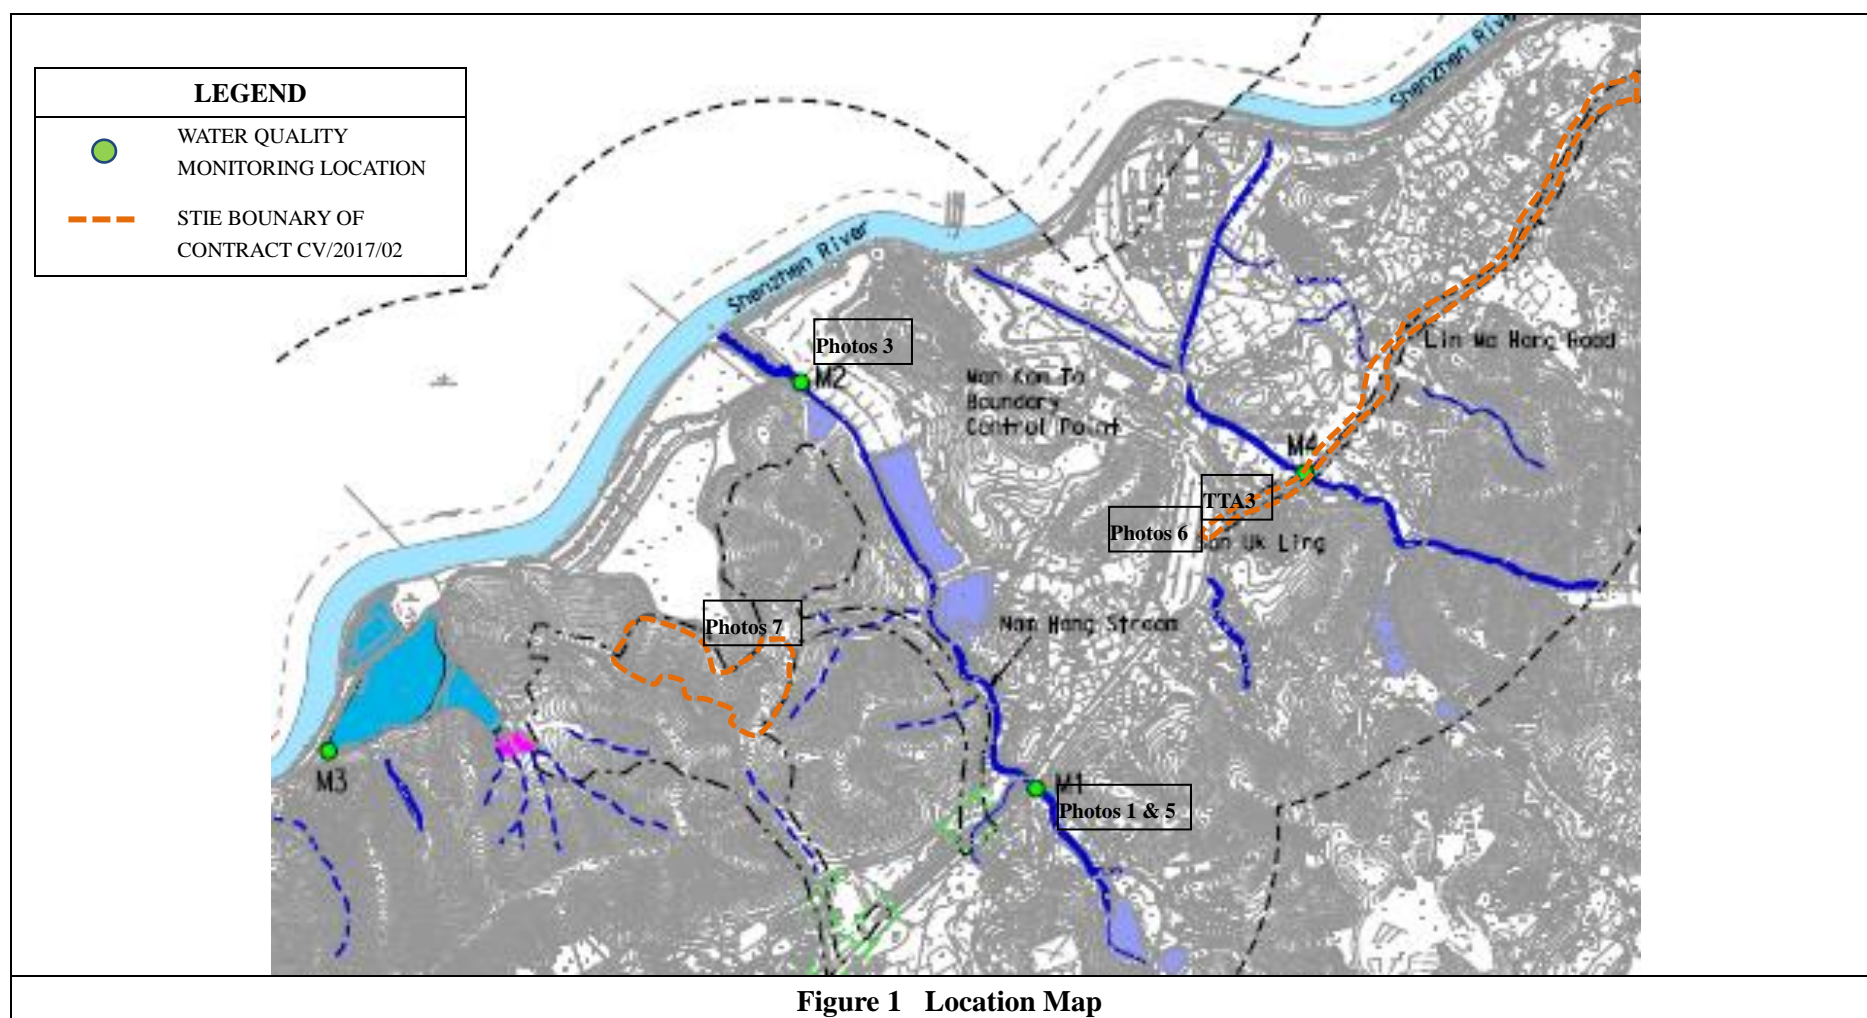 LEGEND
WATER QUALITY
MONITORING LOCATION
STIE BOUNARY OF
CONTRACT CV/2017/02
Shenzhen River
Shenzhen River
Photos 3
M2
Man Kam To
Boundary
Control Point
Lin Ma Hang Road
M4
TTA3
Photos 6
Uk Ling
Photos 7
Nam Hang Stream
M3
M1
Photos 1 & 5
Figure 1 Location Map